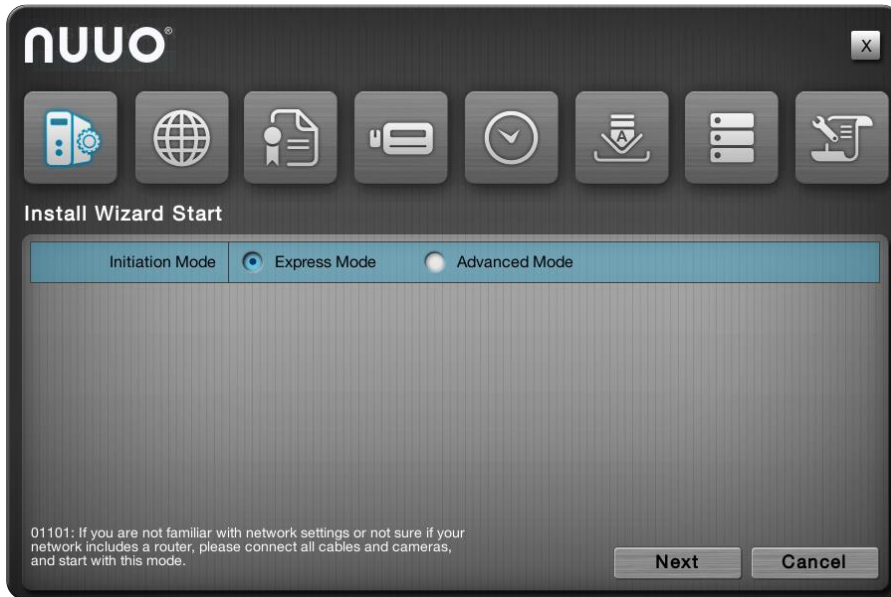 nuuo®
X
A
Install Wizard Start
Initiation Mode Express Mode Advanced Mode
01101: If you are not familiar with network settings or not sure if your
network includes a router, please connect all cables and cameras,
and start with this mode.
Next Cancel